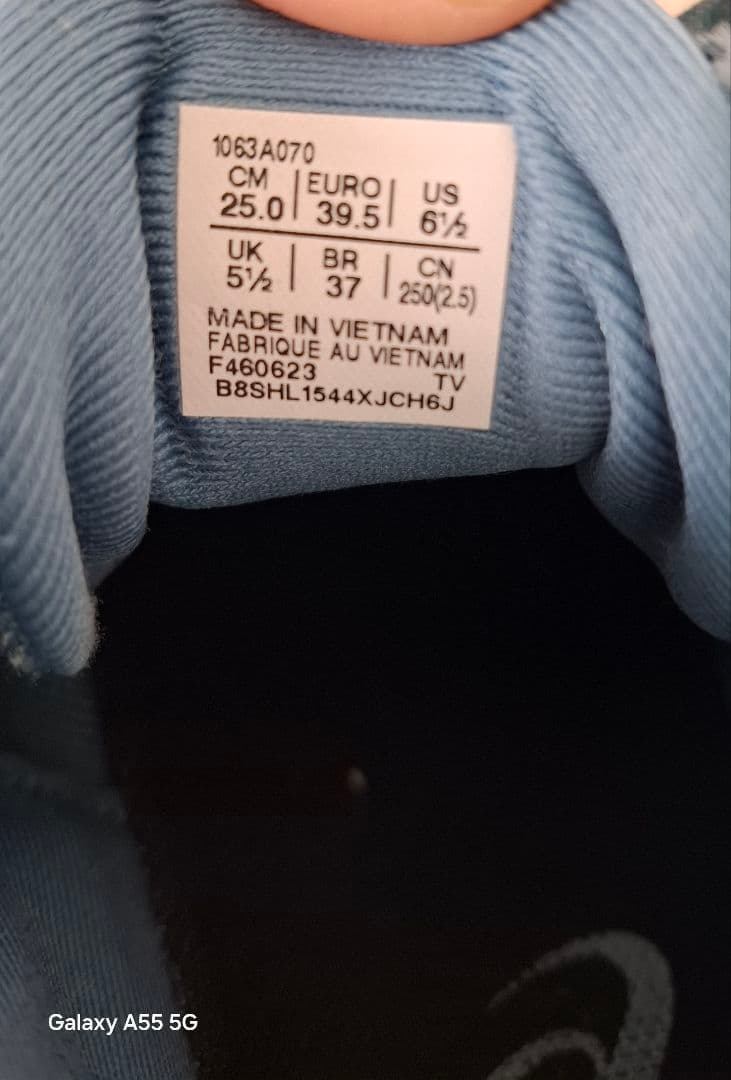 1063A070
CM | EURO | US
25.0 | 39.5 | 6½
UK | BR | CN
5½ | 37 | 250(2.5)
MADE IN VIETNAM
FABRIQUE AU VIETNAM
F460623 TV
B8SHL1544XJCH6J
Galaxy A55 5G